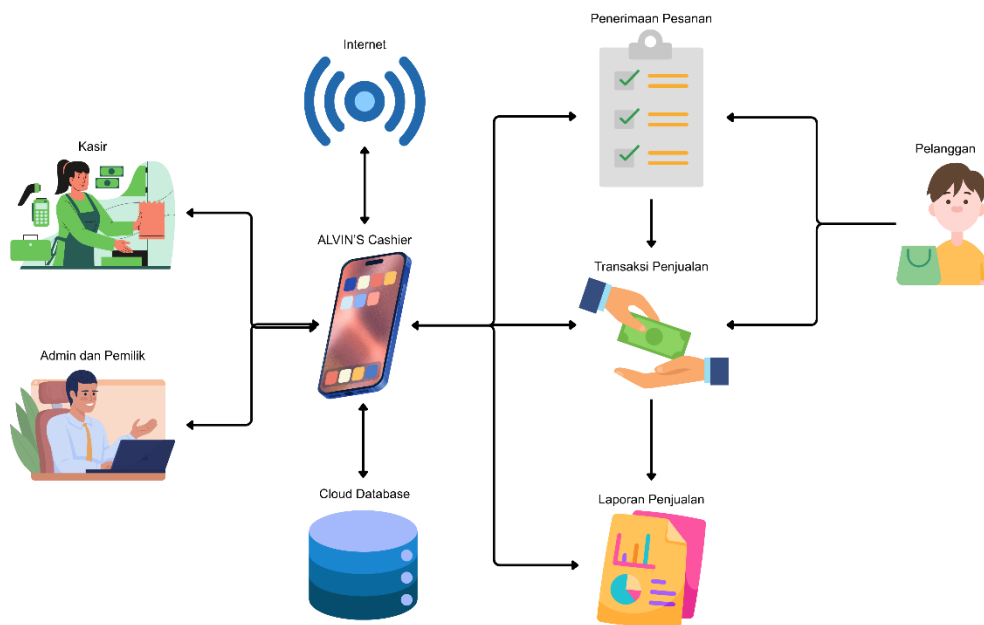 Penerimaan Pesanan
Internet
Kasir
Pelanggan
ALVIN'S Cashier
Transaksi Penjualan
Admin dan Pemilik
Cloud Database
Laporan Penjualan